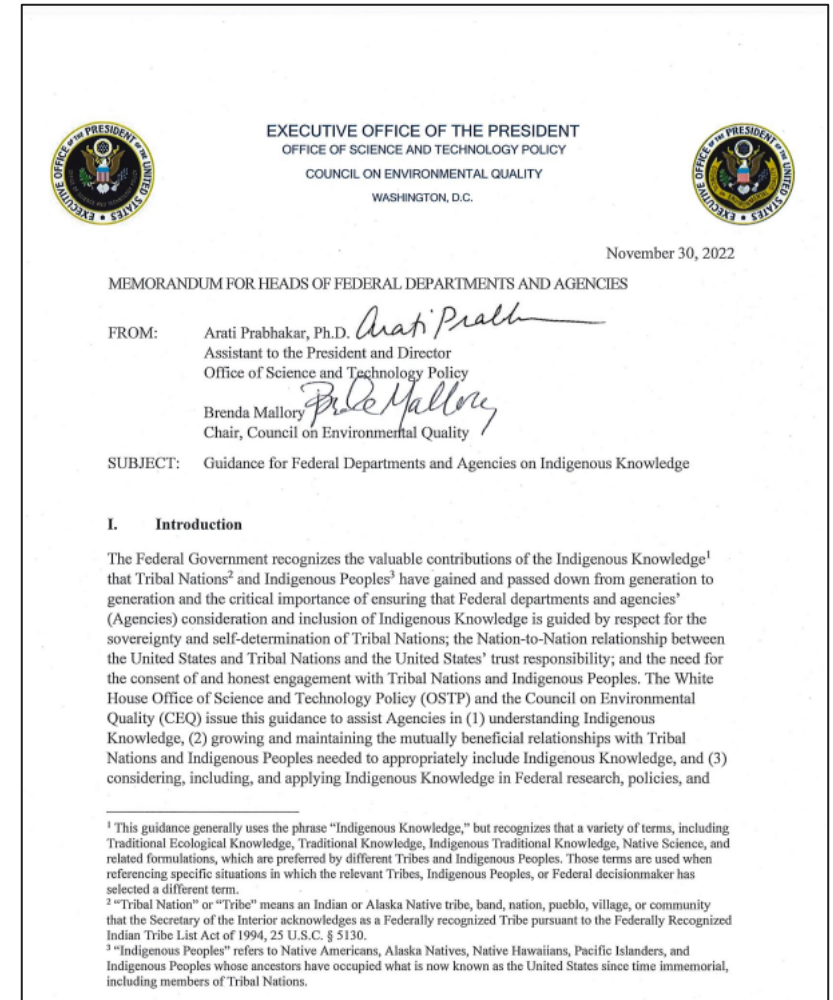 EXECUTIVE OFFICE OF THE PRESIDENT
OFFICE OF SCIENCE AND TECHNOLOGY POLICY
COUNCIL ON ENVIRONMENTAL QUALITY
WASHINGTON, D.C.
EXECUTIVE OFFICE OF THE PRESIDENT OF THE UNITED STATES
EXECUTIVE OFFICE OF THE PRESIDENT OF THE UNITED STATES
November 30, 2022
MEMORANDUM FOR HEADS OF FEDERAL DEPARTMENTS AND AGENCIES
FROM: Arati Prabhakar, Ph.D.
Assistant to the President and Director
Office of Science and Technology Policy
Brenda Mallory
Chair, Council on Environmental Quality
SUBJECT: Guidance for Federal Departments and Agencies on Indigenous Knowledge
I. Introduction
The Federal Government recognizes the valuable contributions of the Indigenous Knowledge¹
that Tribal Nations² and Indigenous Peoples³ have gained and passed down from generation to
generation and the critical importance of ensuring that Federal departments and agencies’
(Agencies) consideration and inclusion of Indigenous Knowledge is guided by respect for the
sovereignty and self-determination of Tribal Nations; the Nation-to-Nation relationship between
the United States and Tribal Nations and the United States’ trust responsibility; and the need for
the consent of and honest engagement with Tribal Nations and Indigenous Peoples. The White
House Office of Science and Technology Policy (OSTP) and the Council on Environmental
Quality (CEQ) issue this guidance to assist Agencies in (1) understanding Indigenous
Knowledge, (2) growing and maintaining the mutually beneficial relationships with Tribal
Nations and Indigenous Peoples needed to appropriately include Indigenous Knowledge, and (3)
considering, including, and applying Indigenous Knowledge in Federal research, policies, and
¹ This guidance generally uses the phrase “Indigenous Knowledge,” but recognizes that a variety of terms, including
Traditional Ecological Knowledge, Traditional Knowledge, Indigenous Traditional Knowledge, Native Science, and
related formulations, which are preferred by different Tribes and Indigenous Peoples. Those terms are used when
referencing specific situations in which the relevant Tribes, Indigenous Peoples, or Federal decisionmaker has
selected a different term.
² “Tribal Nation” or “Tribe” means an Indian or Alaska Native tribe, band, nation, pueblo, village, or community
that the Secretary of the Interior acknowledges as a Federally recognized Tribe pursuant to the Federally Recognized
Indian Tribe List Act of 1994, 25 U.S.C. § 5130.
³ “Indigenous Peoples” refers to Native Americans, Alaska Natives, Native Hawaiians, Pacific Islanders, and
Indigenous Peoples whose ancestors have occupied what is now known as the United States since time immemorial,
including members of Tribal Nations.